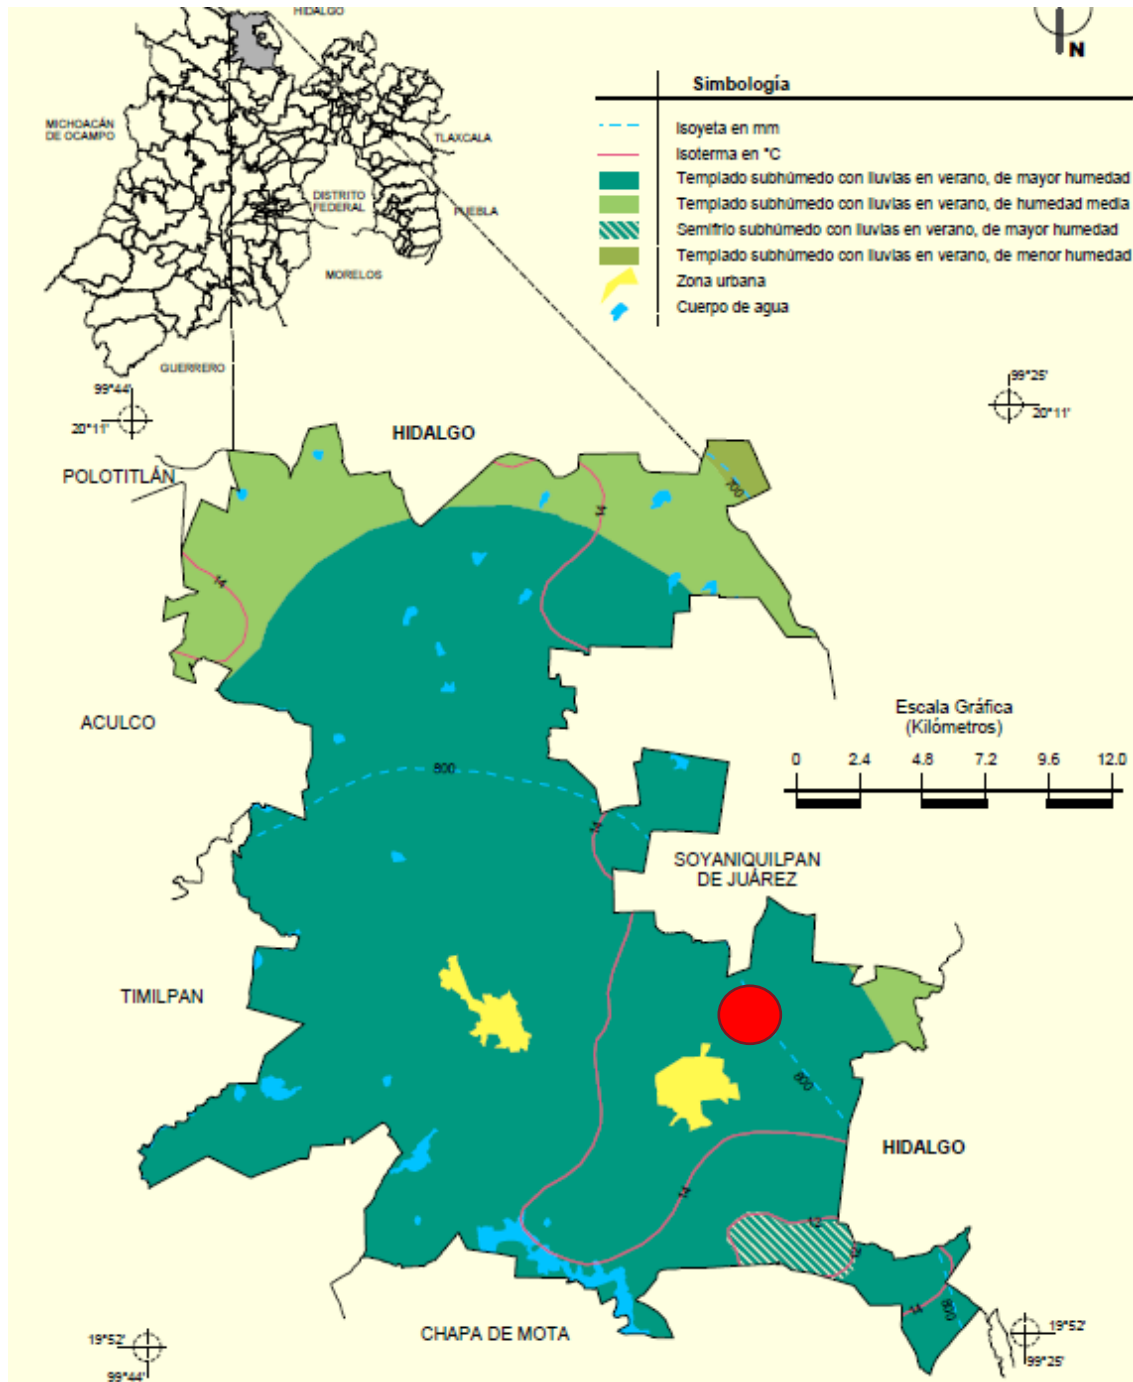 HIDALGO
N
MICHOACÁN
DE OCAMPO
TLAXCALA
DISTRITO
FEDERAL
PUEBLA
MORELOS
GUERRERO
Simbología
Isoyeta en mm
Isoterma en °C
Templado subhúmedo con lluvias en verano, de mayor humedad
Templado subhúmedo con lluvias en verano, de humedad media
Semifrío subhúmedo con lluvias en verano, de mayor humedad
Templado subhúmedo con lluvias en verano, de menor humedad
Zona urbana
Cuerpo de agua
99°44'
20°11'
99°25'
20°11'
HIDALGO
POLOTITLÁN
700
14
14
ACULCO
Escala Gráfica
(Kilómetros)
0 2.4 4.8 7.2 9.6 12.0
800
14
SOYANIQUILPAN
DE JUÁREZ
TIMILPAN
800
HIDALGO
14
12
12
14
800
CHAPA DE MOTA
19°52'
99°44'
19°52'
99°25'